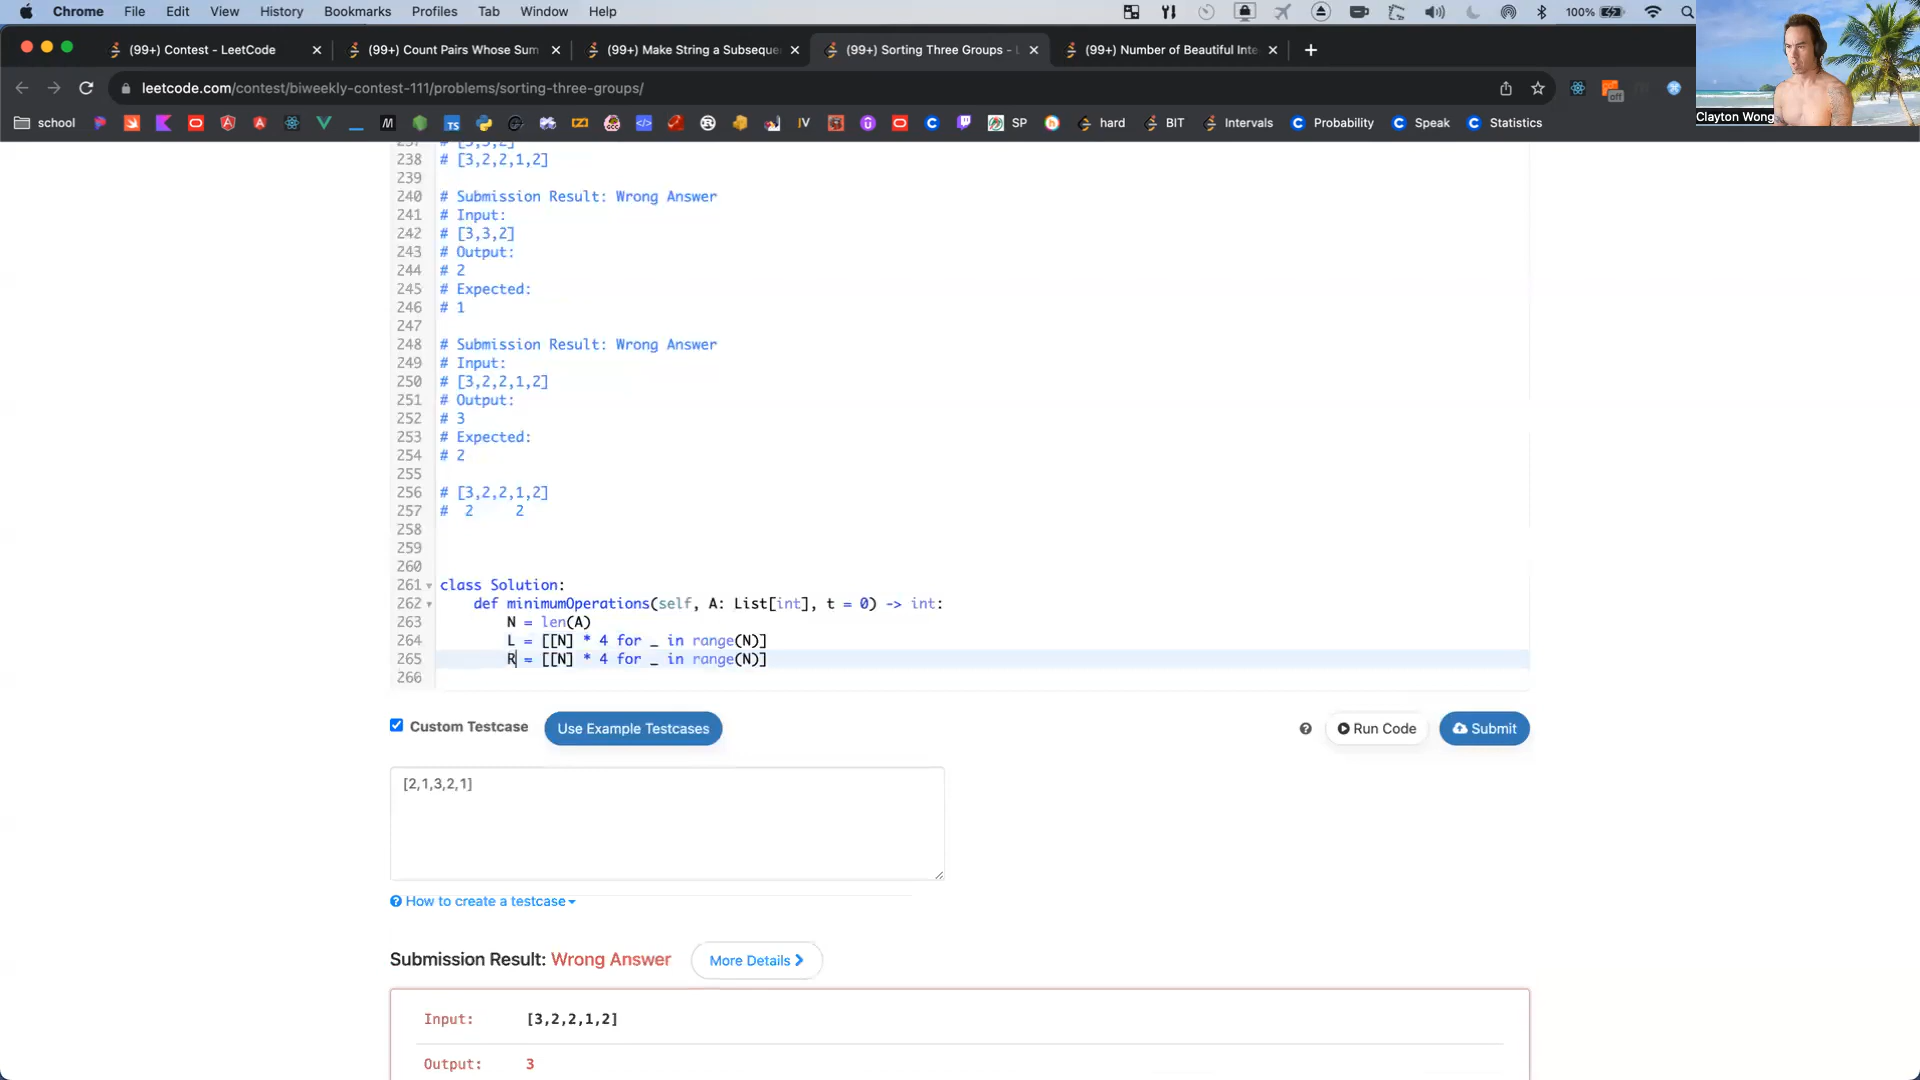 Chrome File Edit View History Bookmarks Profiles Tab Window Help 100%
(99+) Contest - LeetCode
(99+) Count Pairs Whose Sum
(99+) Make String a Subseque
(99+) Sorting Three Groups -
(99+) Number of Beautiful Inte
leetcode.com/contest/biweekly-contest-111/problems/sorting-three-groups/
off
school
TS
IV
SP
hard
BIT
Intervals
Probability
Speak
Statistics
Clayton Wong
237 # [3,3,2]
238 # [3,2,2,1,2]
239
240 # Submission Result: Wrong Answer
241 # Input:
242 # [3,3,2]
243 # Output:
244 # 2
245 # Expected:
246 # 1
247
248 # Submission Result: Wrong Answer
249 # Input:
250 # [3,2,2,1,2]
251 # Output:
252 # 3
253 # Expected:
254 # 2
255
256 # [3,2,2,1,2]
257 #  2     2
258
259
260
261 class Solution:
262     def minimumOperations(self, A: List[int], t = 0) -> int:
263         N = len(A)
264         L = [[N] * 4 for _ in range(N)]
265         R = [[N] * 4 for _ in range(N)]
266
Custom Testcase
Use Example Testcases
Run Code
Submit
[2,1,3,2,1]
How to create a testcase
Submission Result: Wrong Answer
More Details
Input: [3,2,2,1,2]
Output: 3